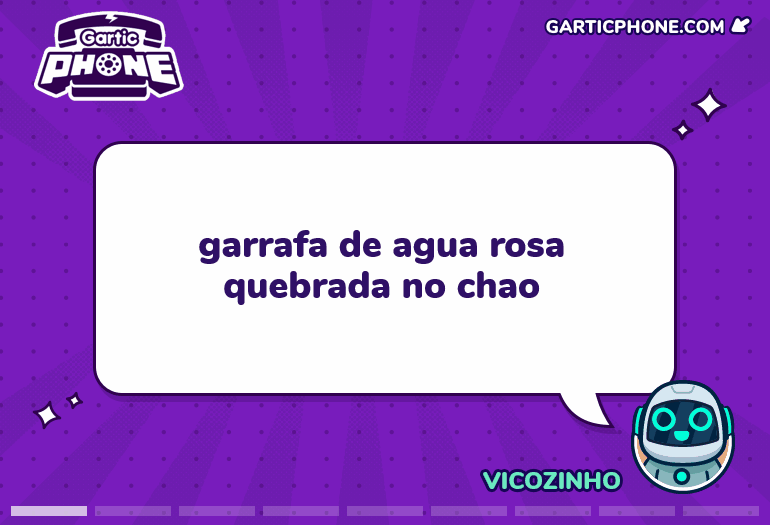 Gartic
PHONE
GARTICPHONE.COM
garrafa de agua rosa
quebrada no chao
VICOZINHO